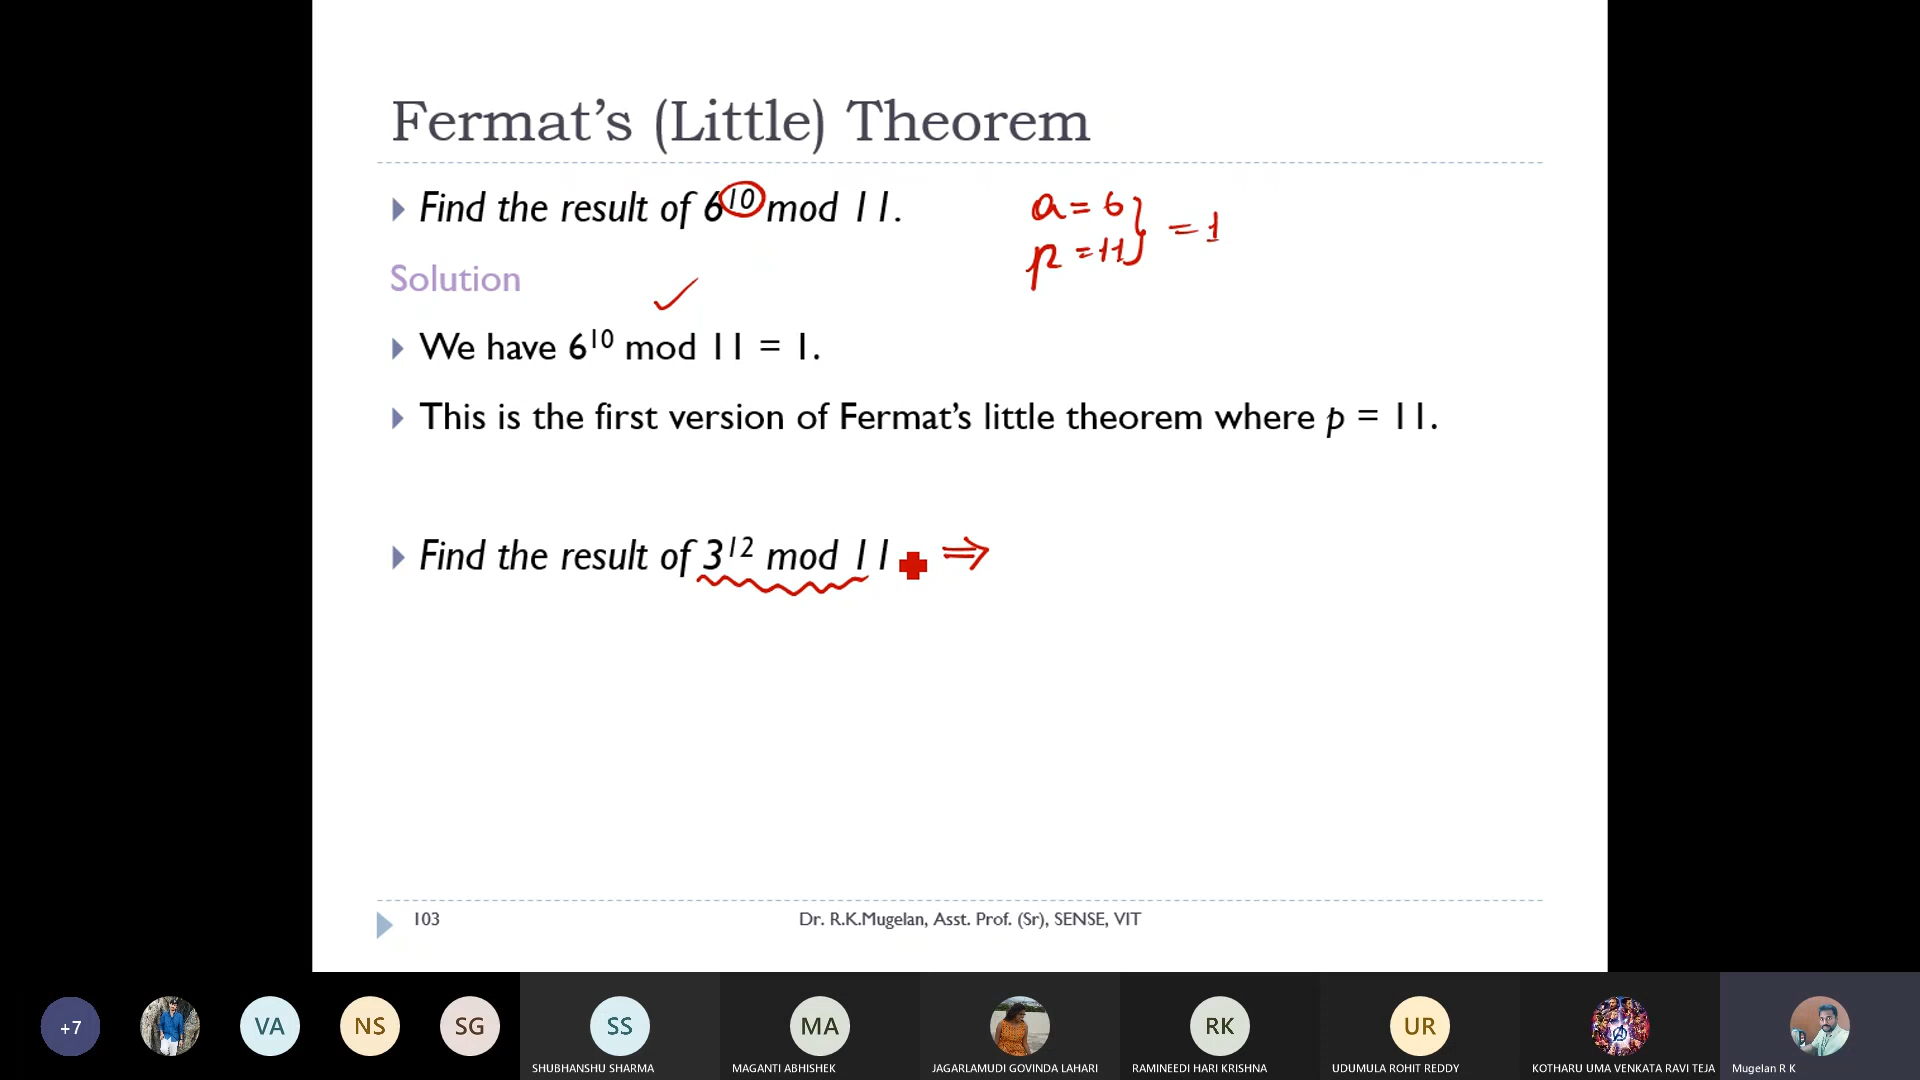 Fermat's (Little) Theorem
Find the result of 6¹⁰ mod 11.
a = 6
p = 11
= 1
Solution
We have 6¹⁰ mod 11 = 1.
This is the first version of Fermat's little theorem where p = 11.
Find the result of 3¹² mod 11 ⇒
103
Dr. R.K.Mugelan, Asst. Prof. (Sr), SENSE, VIT
+7
VA
NS
SG
SS
MA
RK
UR
SHUBHANSHU SHARMA
MAGANTI ABHISHEK
JAGARLAMUDI GOVINDA LAHARI
RAMINEEDI HARI KRISHNA
UDUMULA ROHIT REDDY
KOTHARU UMA VENKATA RAVI TEJA
Mugelan R K